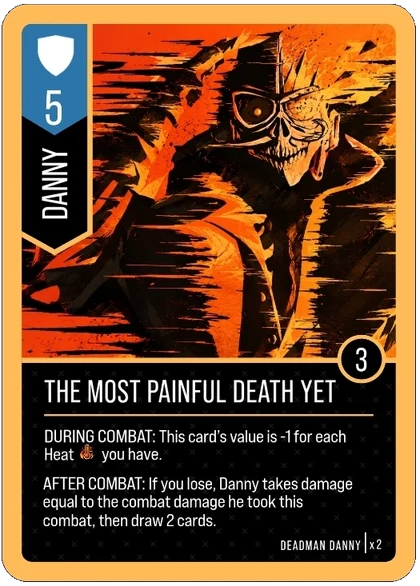 5
DANNY
3
THE MOST PAINFUL DEATH YET
DURING COMBAT: This card's value is -1 for each
Heat you have.
AFTER COMBAT: If you lose, Danny takes damage
equal to the combat damage he took this
combat, then draw 2 cards.
DEADMAN DANNY | x2